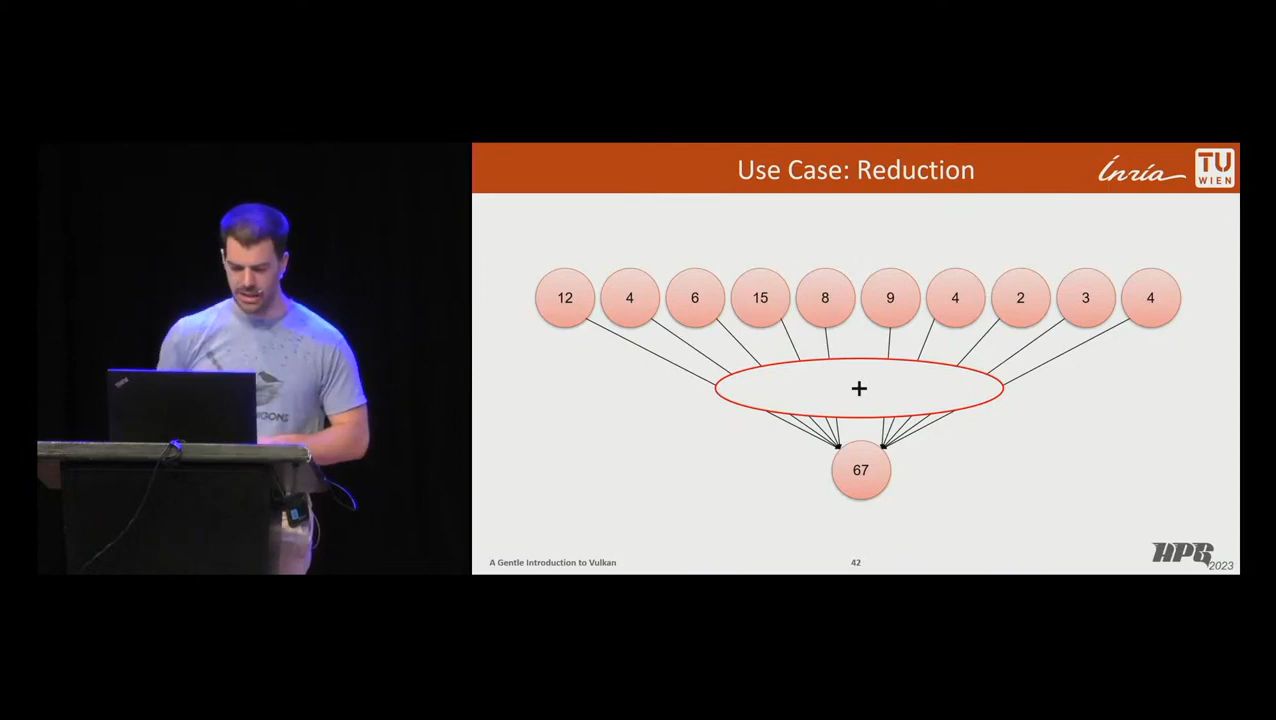 Use Case: Reduction
Inria
TU
WIEN
12 4 6 15 8 9 4 2 3 4
+
67
A Gentle Introduction to Vulkan
42
HPG
2023